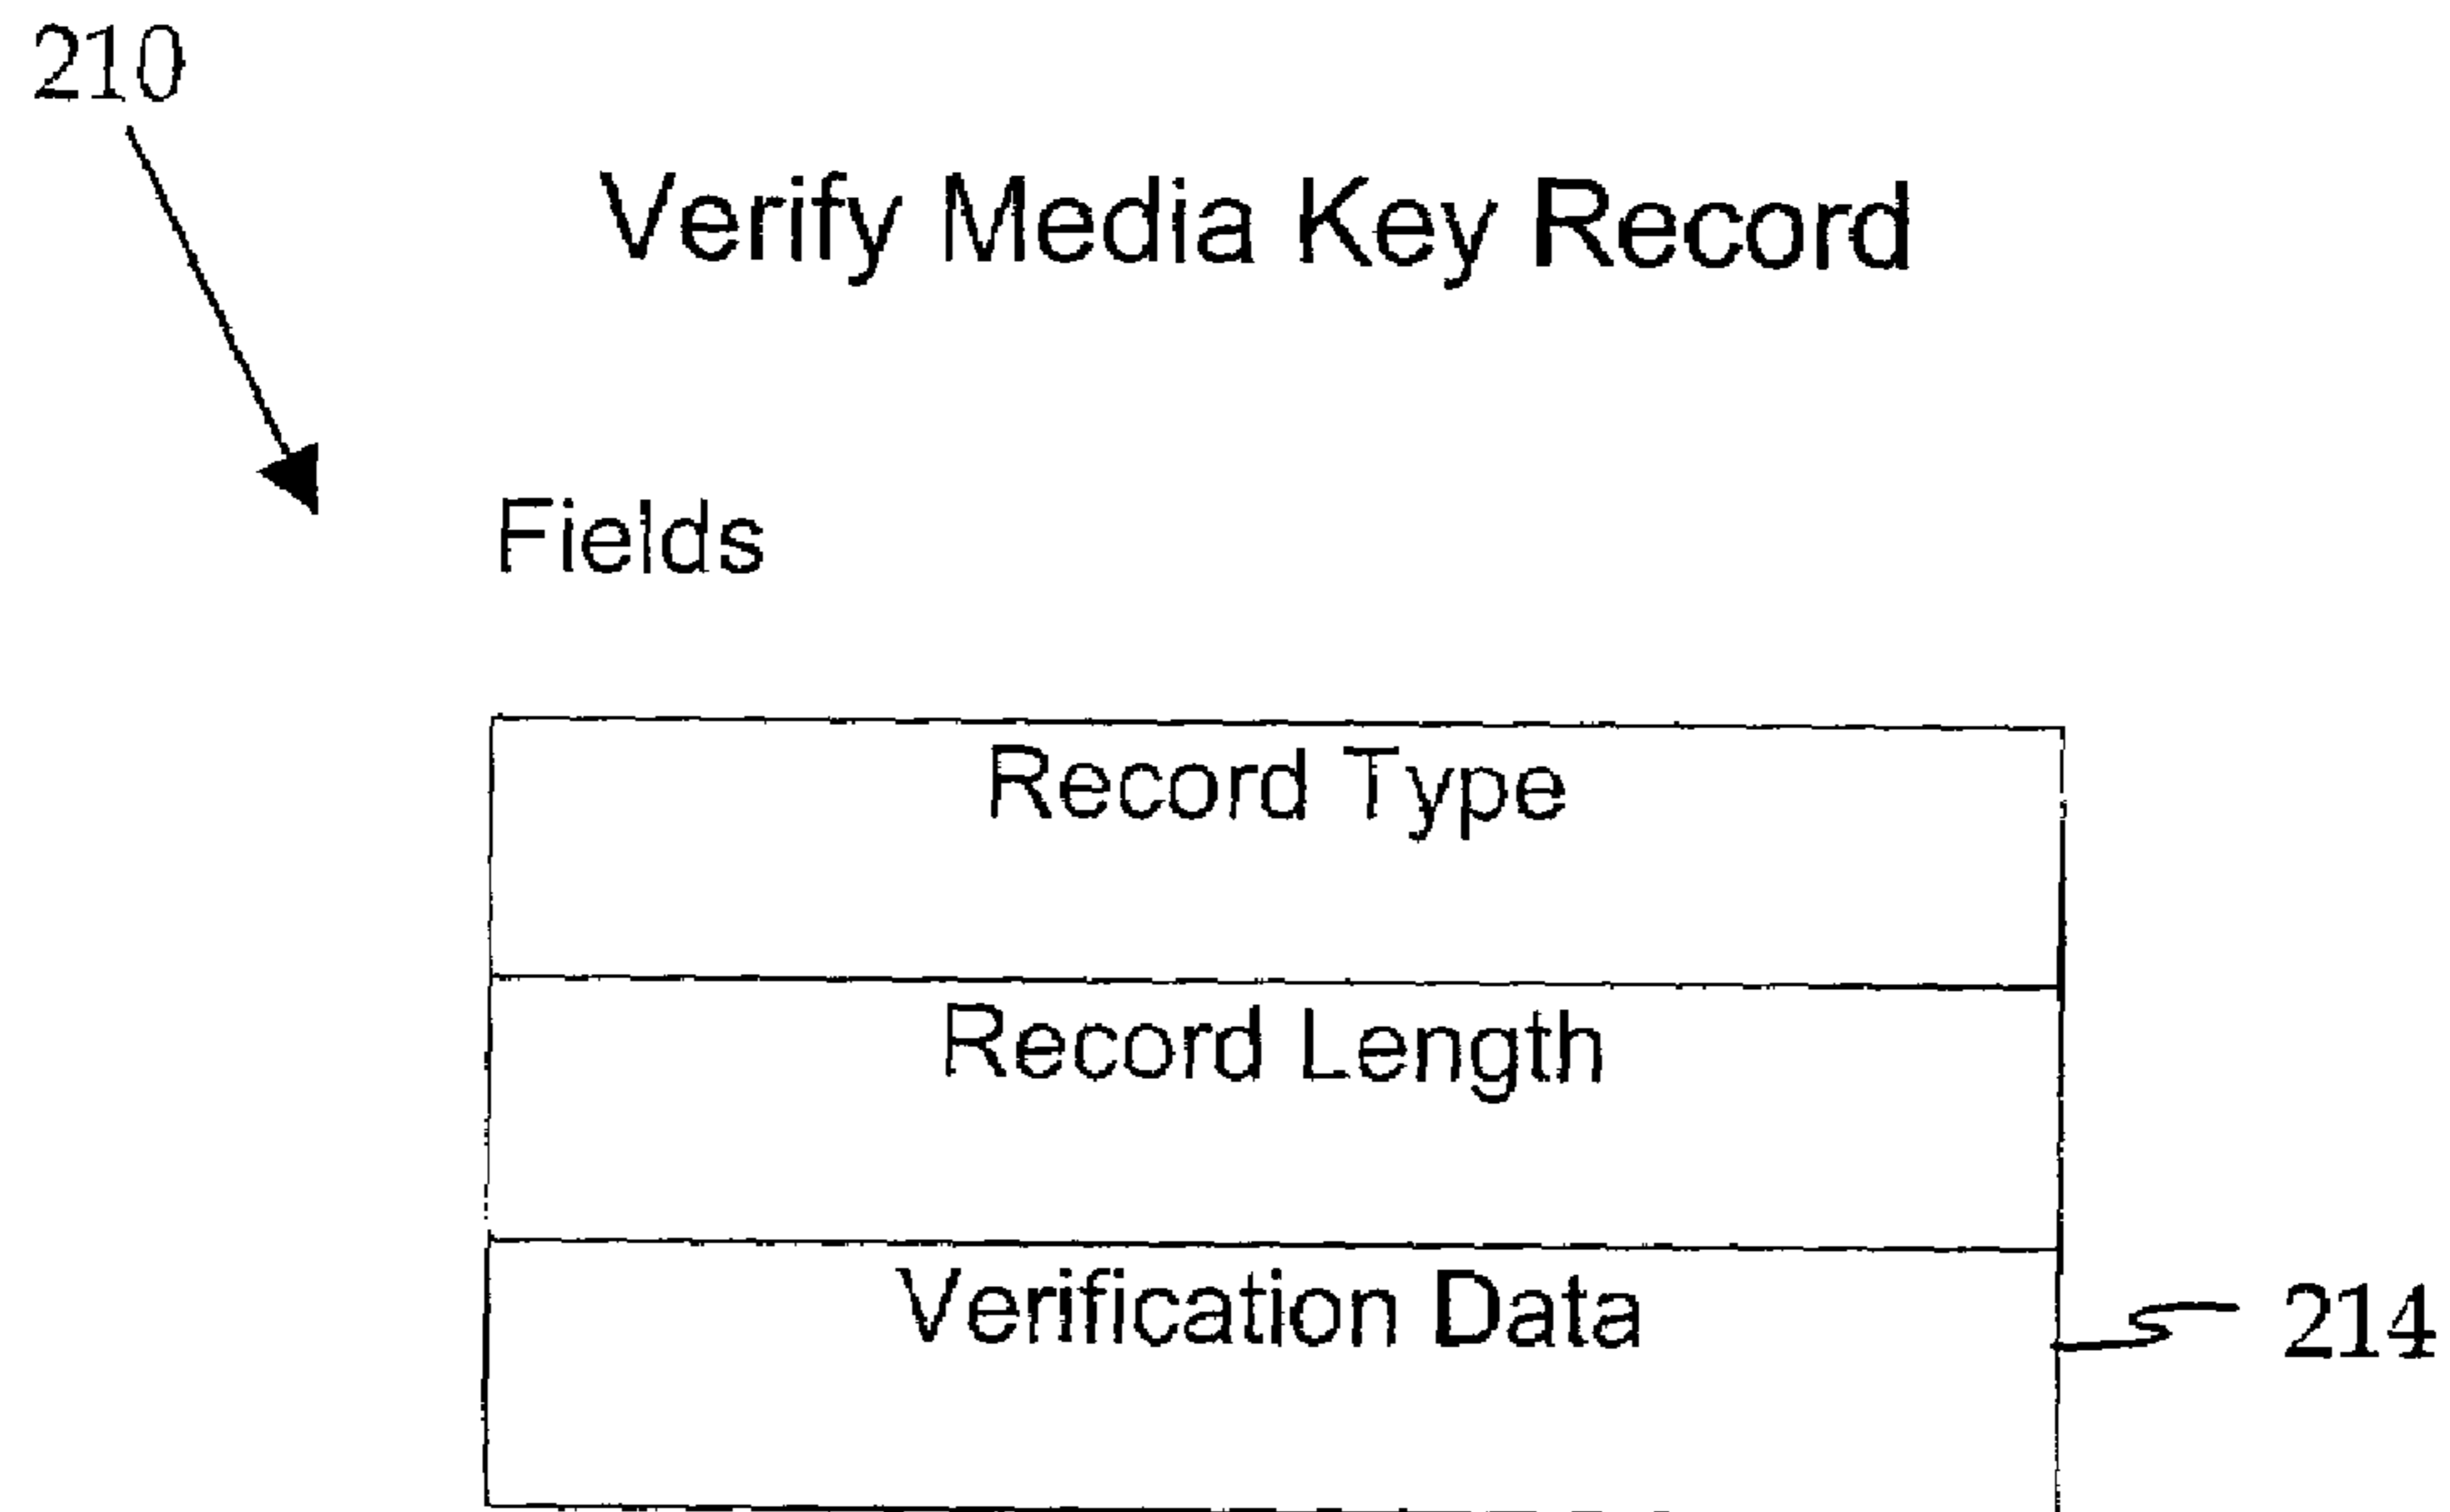 210
Verify Media Key Record
Fields
Record Type
Record Length
Verification Data
214